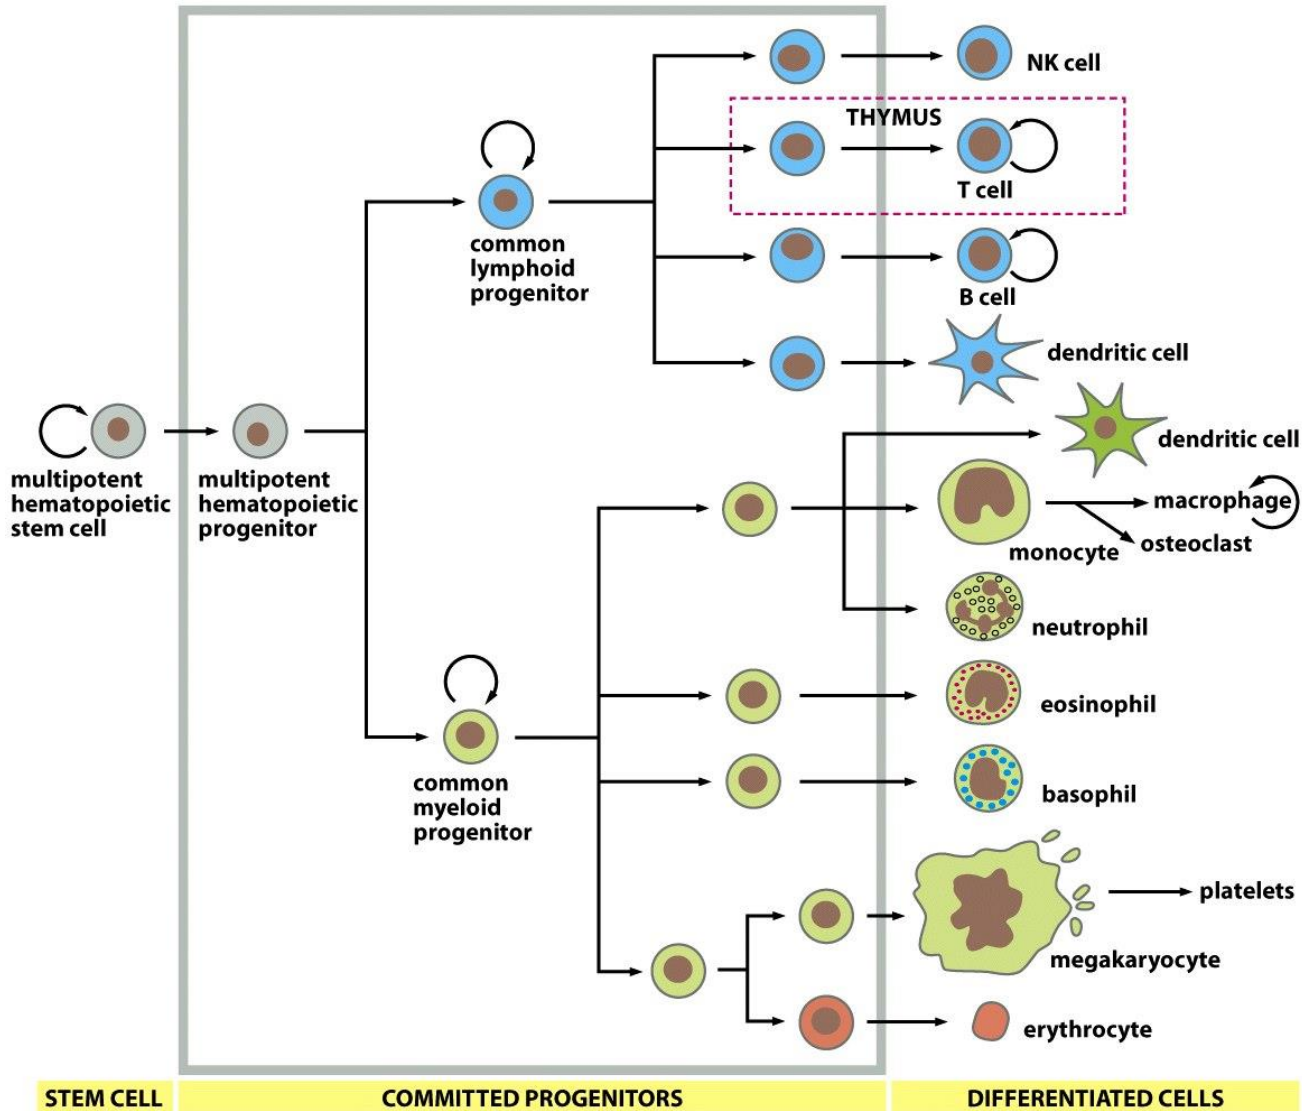 NK cell
THYMUS
T cell
common
lymphoid
progenitor
B cell
dendritic cell
dendritic cell
multipotent
hematopoietic
stem cell
multipotent
hematopoietic
progenitor
macrophage
osteoclast
monocyte
neutrophil
eosinophil
common
myeloid
progenitor
basophil
platelets
megakaryocyte
erythrocyte
STEM CELL
COMMITTED PROGENITORS
DIFFERENTIATED CELLS